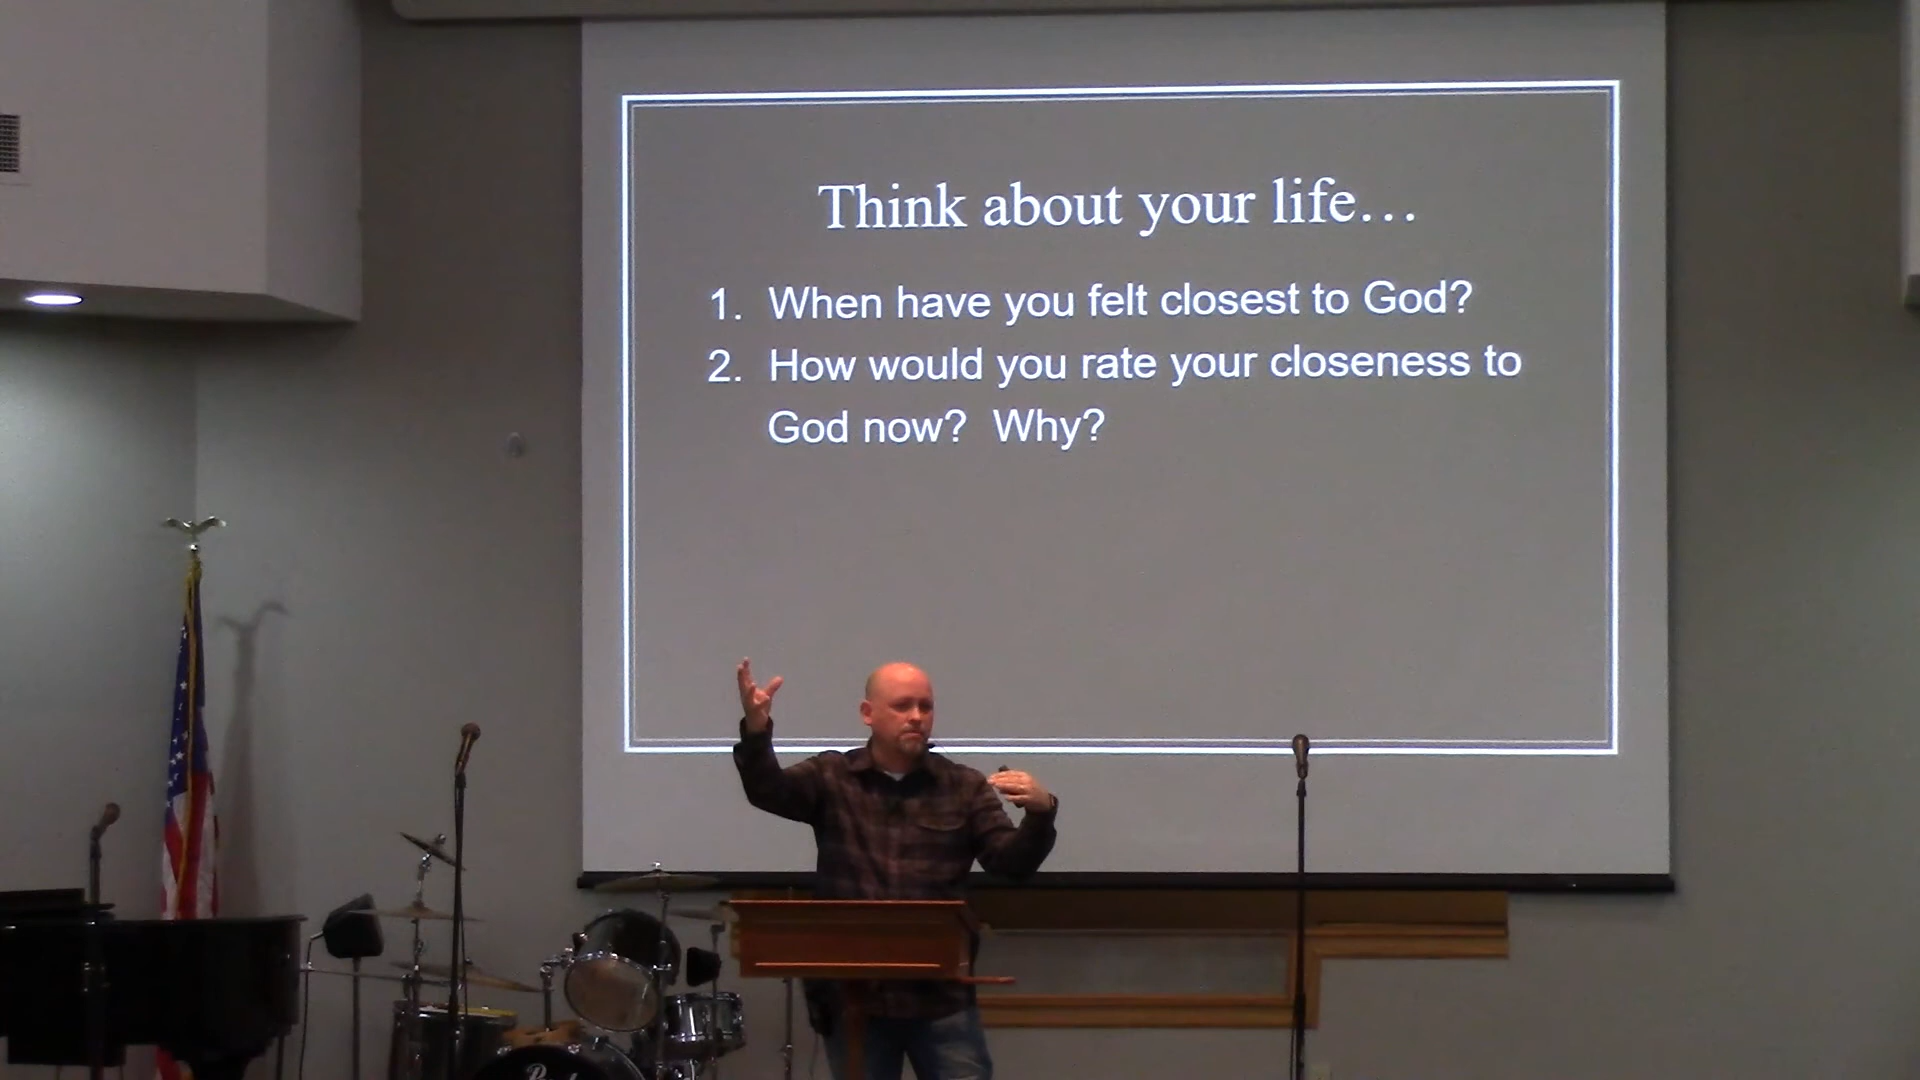 Think about your life…
1. When have you felt closest to God?
2. How would you rate your closeness to
God now?  Why?